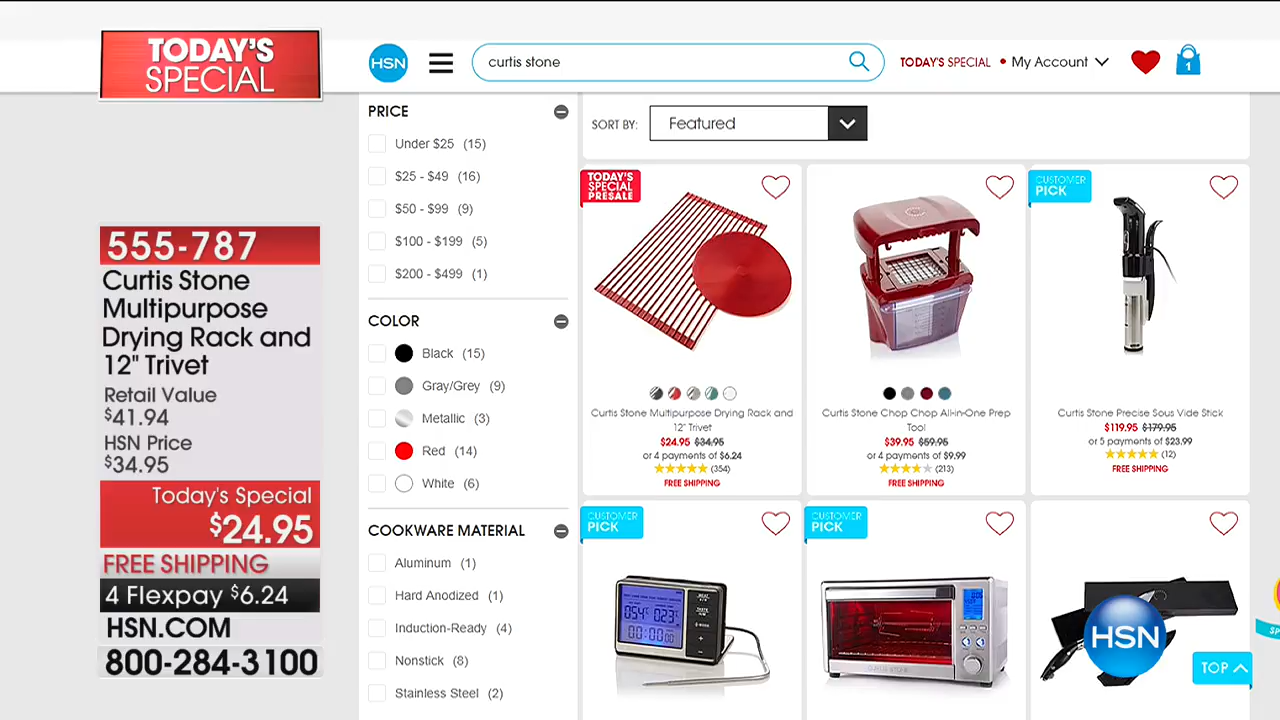 TODAY'S
SPECIAL
555-787
Curtis Stone
Multipurpose
Drying Rack and
12" Trivet
Retail Value
$41.94
HSN Price
$34.95
Today's Special
$24.95
FREE SHIPPING
4 Flexpay $6.24
HSN.COM
800-284-3100
HSN
curtis stone
TODAY'S SPECIAL • My Account
1
PRICE
Under $25 (15)
$25 - $49 (16)
$50 - $99 (9)
$100 - $199 (5)
$200 - $499 (1)
COLOR
Black (15)
Gray/Grey (9)
Metallic (3)
Red (14)
White (6)
COOKWARE MATERIAL
Aluminum (1)
Hard Anodized (1)
Induction-Ready (4)
Nonstick (8)
Stainless Steel (2)
SORT BY: Featured
TODAY'S
SPECIAL
PRESALE
Curtis Stone Multipurpose Drying Rack and
12" Trivet
$24.95 $34.95
or 4 payments of $6.24
(354)
FREE SHIPPING
Curtis Stone Chop Chop All-in-One Prep
Tool
$39.95 $59.95
or 4 payments of $9.99
(213)
FREE SHIPPING
CUSTOMER
PICK
Curtis Stone Precise Sous Vide Stick
$119.95 $179.95
or 5 payments of $23.99
(12)
FREE SHIPPING
CUSTOMER
PICK
CUSTOMER
PICK
HSN
TOP